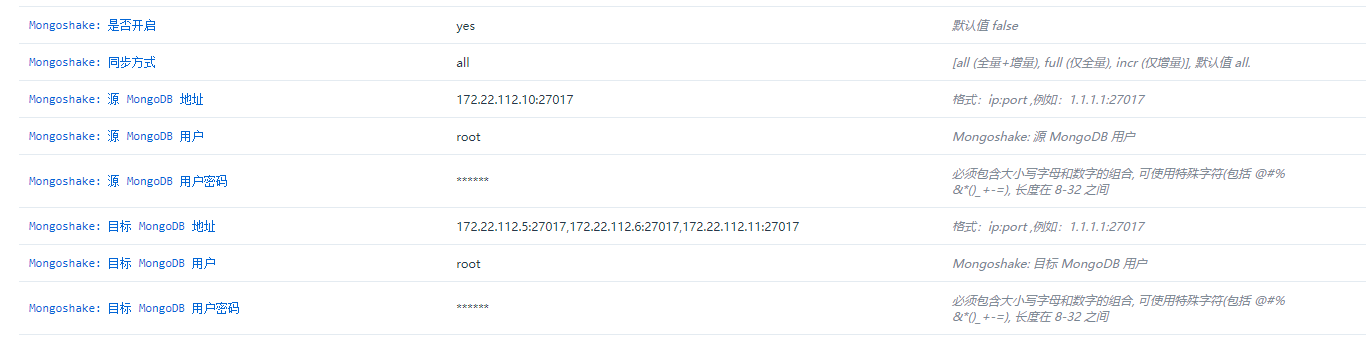 Mongoshake: 是否开启 yes 默认值 false
Mongoshake: 同步方式 all [all (全量+增量), full (仅全量), incr (仅增量)], 默认值 all.
Mongoshake: 源 MongoDB 地址 172.22.112.10:27017 格式：ip:port ,例如：1.1.1.1:27017
Mongoshake: 源 MongoDB 用户 root Mongoshake: 源 MongoDB 用户
Mongoshake: 源 MongoDB 用户密码 ****** 必须包含大小写字母和数字的组合, 可使用特殊字符(包括 @#%
&*()_+-=), 长度在 8-32 之间
Mongoshake: 目标 MongoDB 地址 172.22.112.5:27017,172.22.112.6:27017,172.22.112.11:27017 格式：ip:port ,例如：1.1.1.1:27017
Mongoshake: 目标 MongoDB 用户 root Mongoshake: 目标 MongoDB 用户
Mongoshake: 目标 MongoDB 用户密码 ****** 必须包含大小写字母和数字的组合, 可使用特殊字符(包括 @#%
&*()_+-=), 长度在 8-32 之间